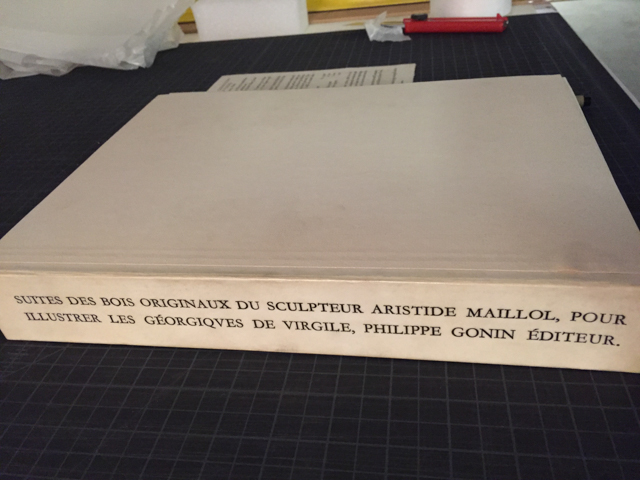 SUITES DES BOIS ORIGINAUX DU SCULPTEUR ARISTIDE MAILLOL, POUR
ILLUSTRER LES GÉORGIQVES DE VIRGILE, PHILIPPE GONIN ÉDITEUR.